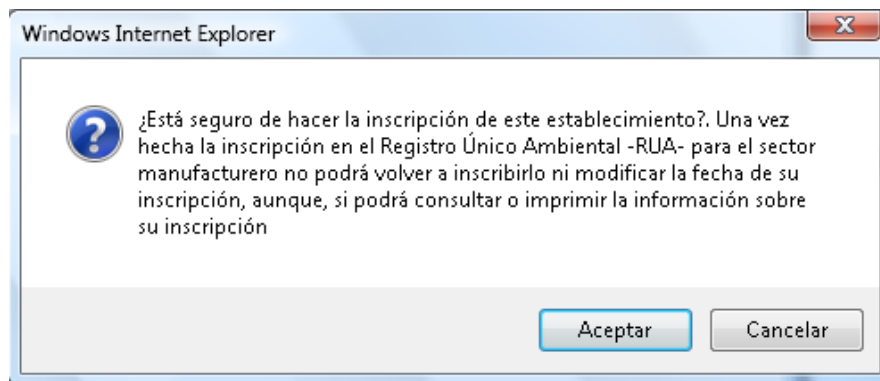 Windows Internet Explorer
X
¿Está seguro de hacer la inscripción de este establecimiento?. Una vez
hecha la inscripción en el Registro Único Ambiental -RUA- para el sector
manufacturero no podrá volver a inscribirlo ni modificar la fecha de su
inscripción, aunque, si podrá consultar o imprimir la información sobre
su inscripción
Aceptar
Cancelar